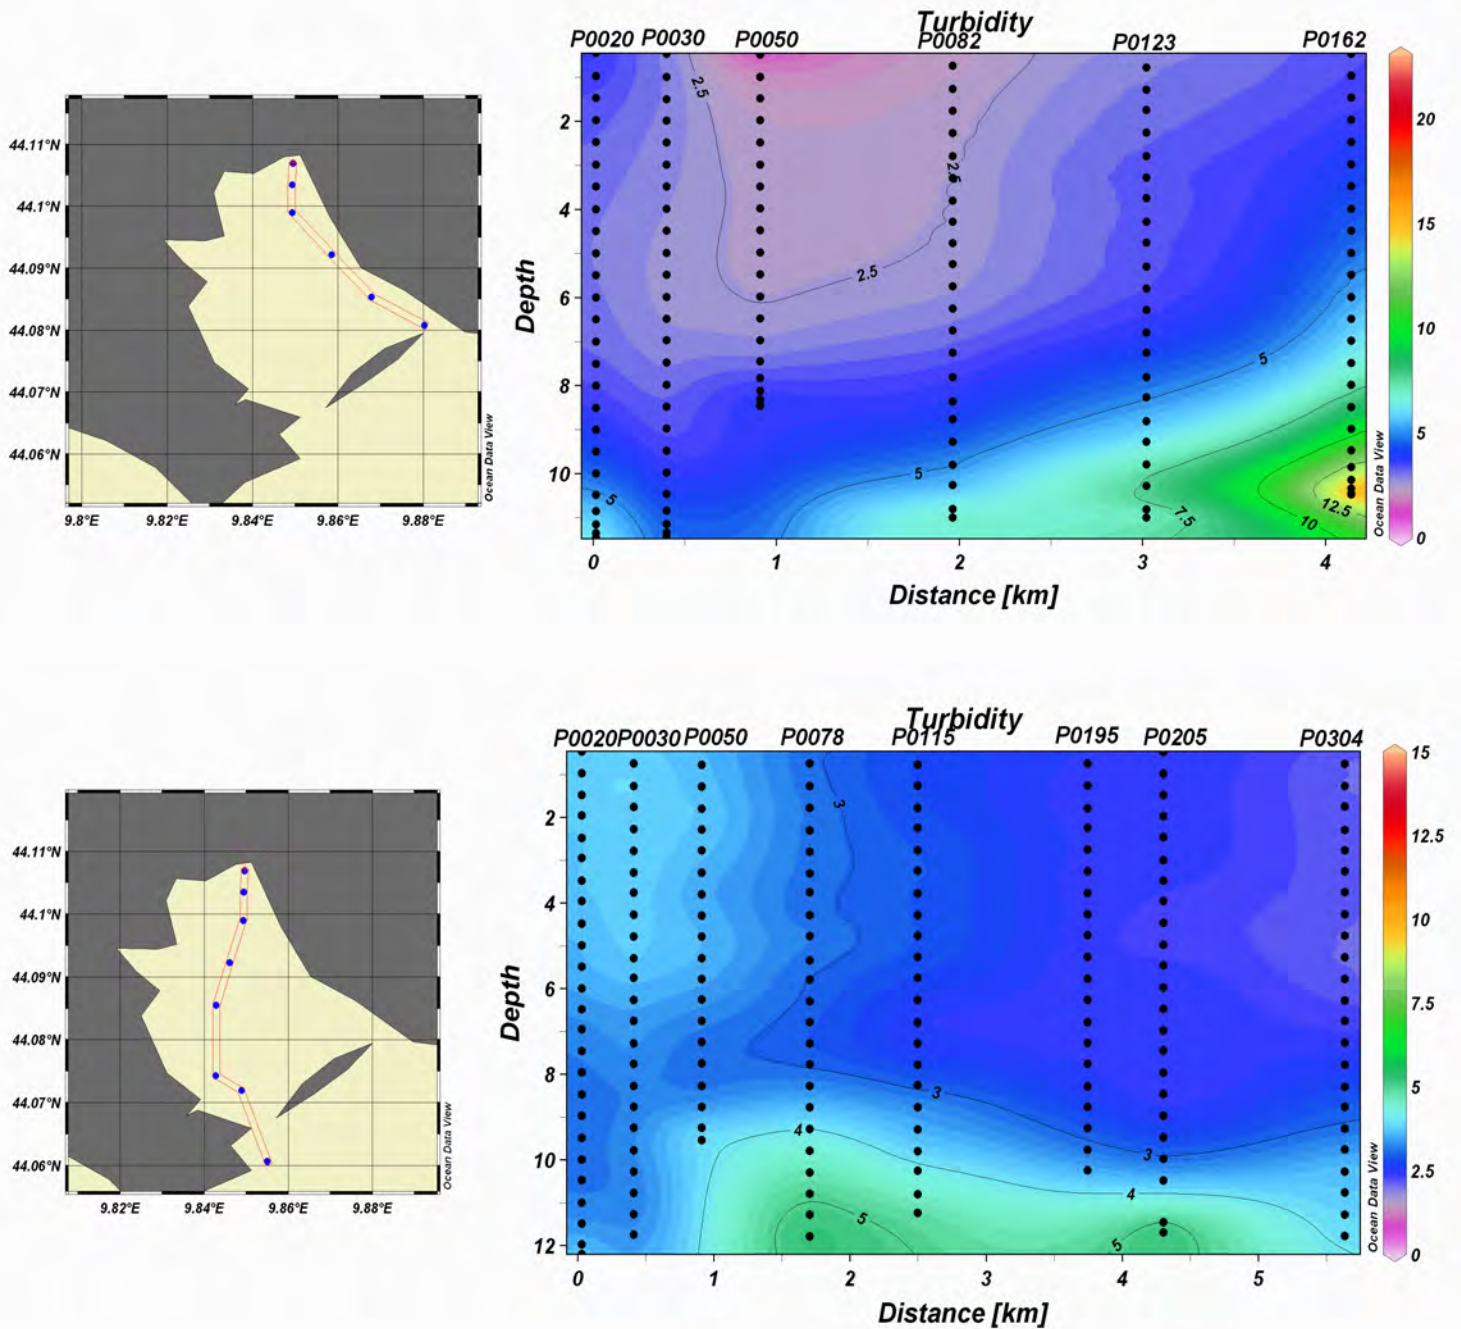 Turbidity
P0020 P0030 P0050 P0082 P0123 P0162
44.11°N
44.1°N
44.09°N
44.08°N
44.07°N
44.06°N
9.8°E 9.82°E 9.84°E 9.86°E 9.88°E
Ocean Data View
Depth
2
4
6
8
10
2.5
2.5
2.5
5
5
5
7.5
10
12.5
0 1 2 3 4
Distance [km]
20
15
10
5
0
Ocean Data View
Turbidity
P0020 P0030 P0050 P0078 P0115 P0195 P0205 P0304
44.11°N
44.1°N
44.09°N
44.08°N
44.07°N
44.06°N
9.82°E 9.84°E 9.86°E 9.88°E
Ocean Data View
Depth
2
4
6
8
10
12
3
3
3
4
4
5
5
0 1 2 3 4 5
Distance [km]
15
12.5
10
7.5
5
2.5
0
Ocean Data View